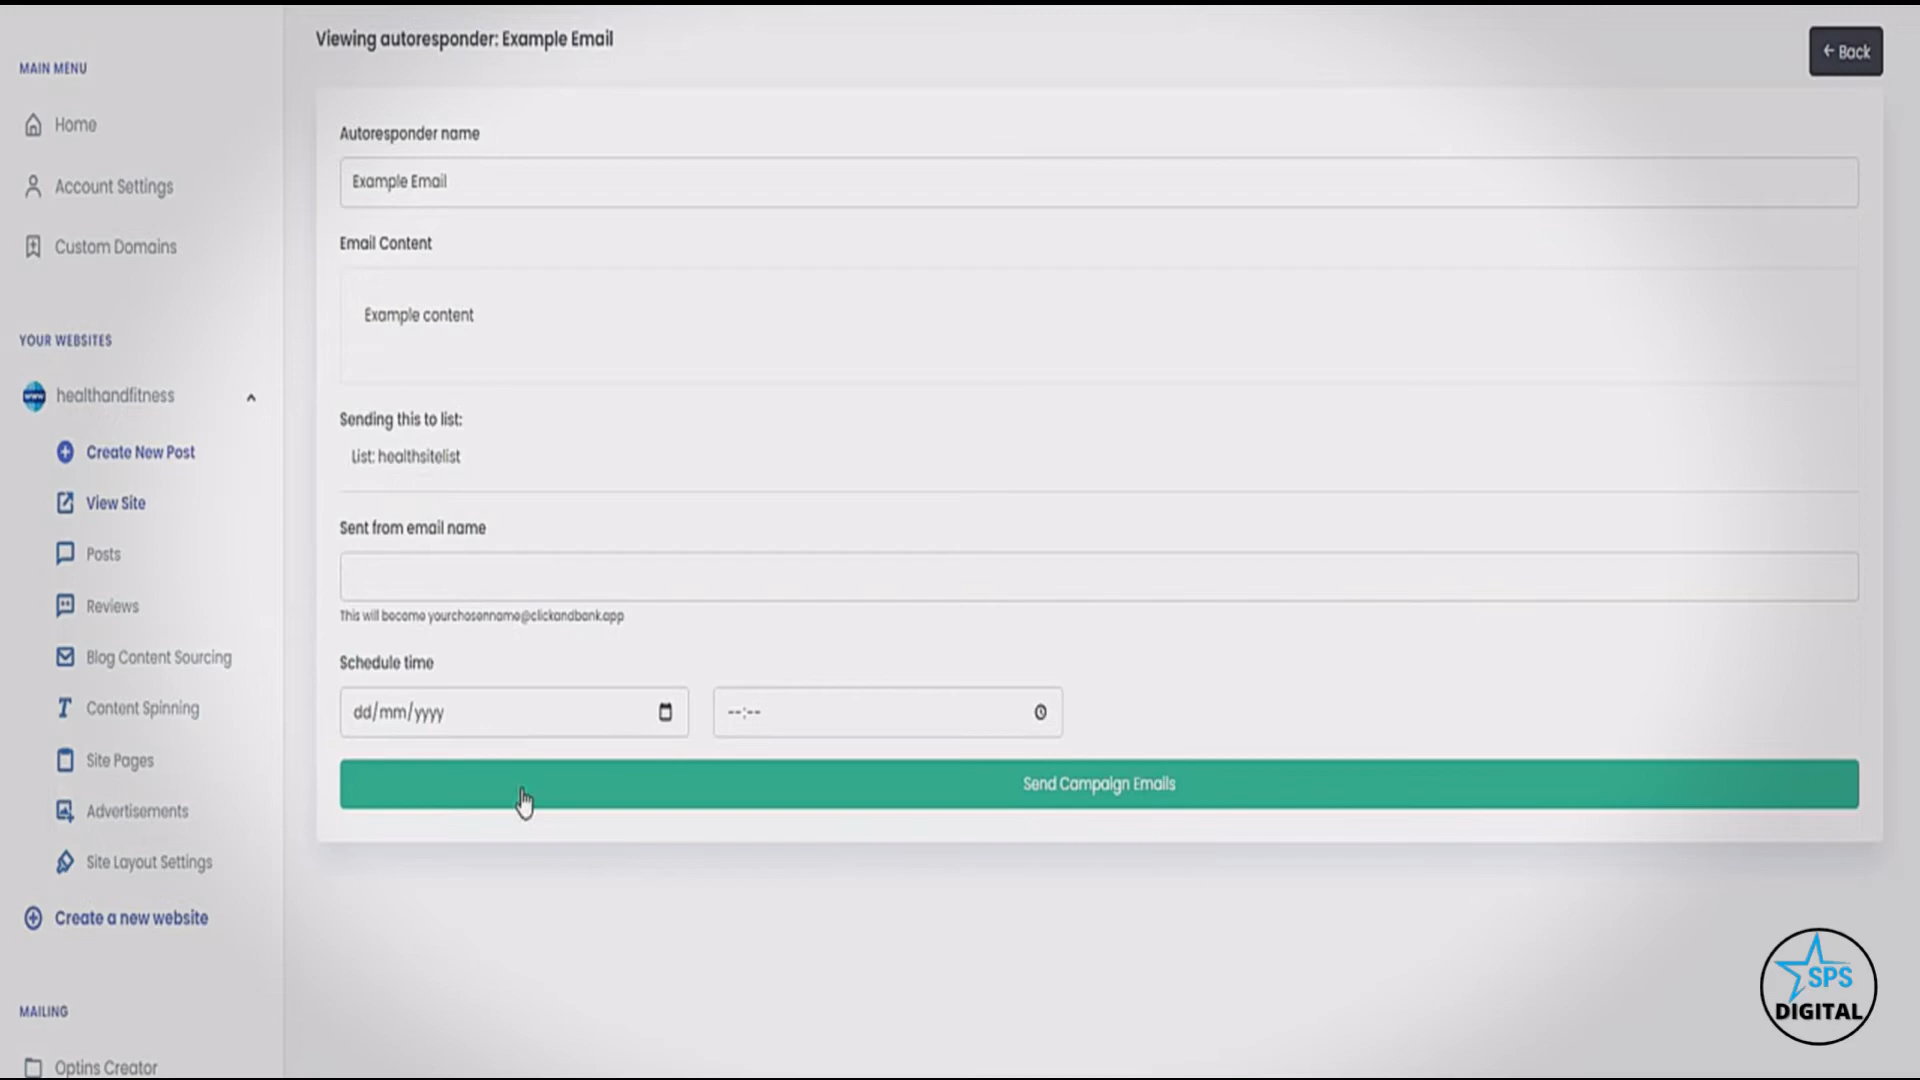 Viewing autoresponder: Example Email
← Back
MAIN MENU
Home
Account Settings
Custom Domains
YOUR WEBSITES
www
healthandfitness
Create New Post
View Site
Posts
Reviews
Blog Content Sourcing
Content Spinning
Site Pages
Advertisements
Site Layout Settings
Create a new website
MAILING
Optins Creator
Autoresponder name
Example Email
Email Content
Example content
Sending this to list:
List: healthsitelist
Sent from email name
This will become yourchosenname@clickandbank.app
Schedule time
dd/mm/yyyy
--:--
Send Campaign Emails
SPS
DIGITAL